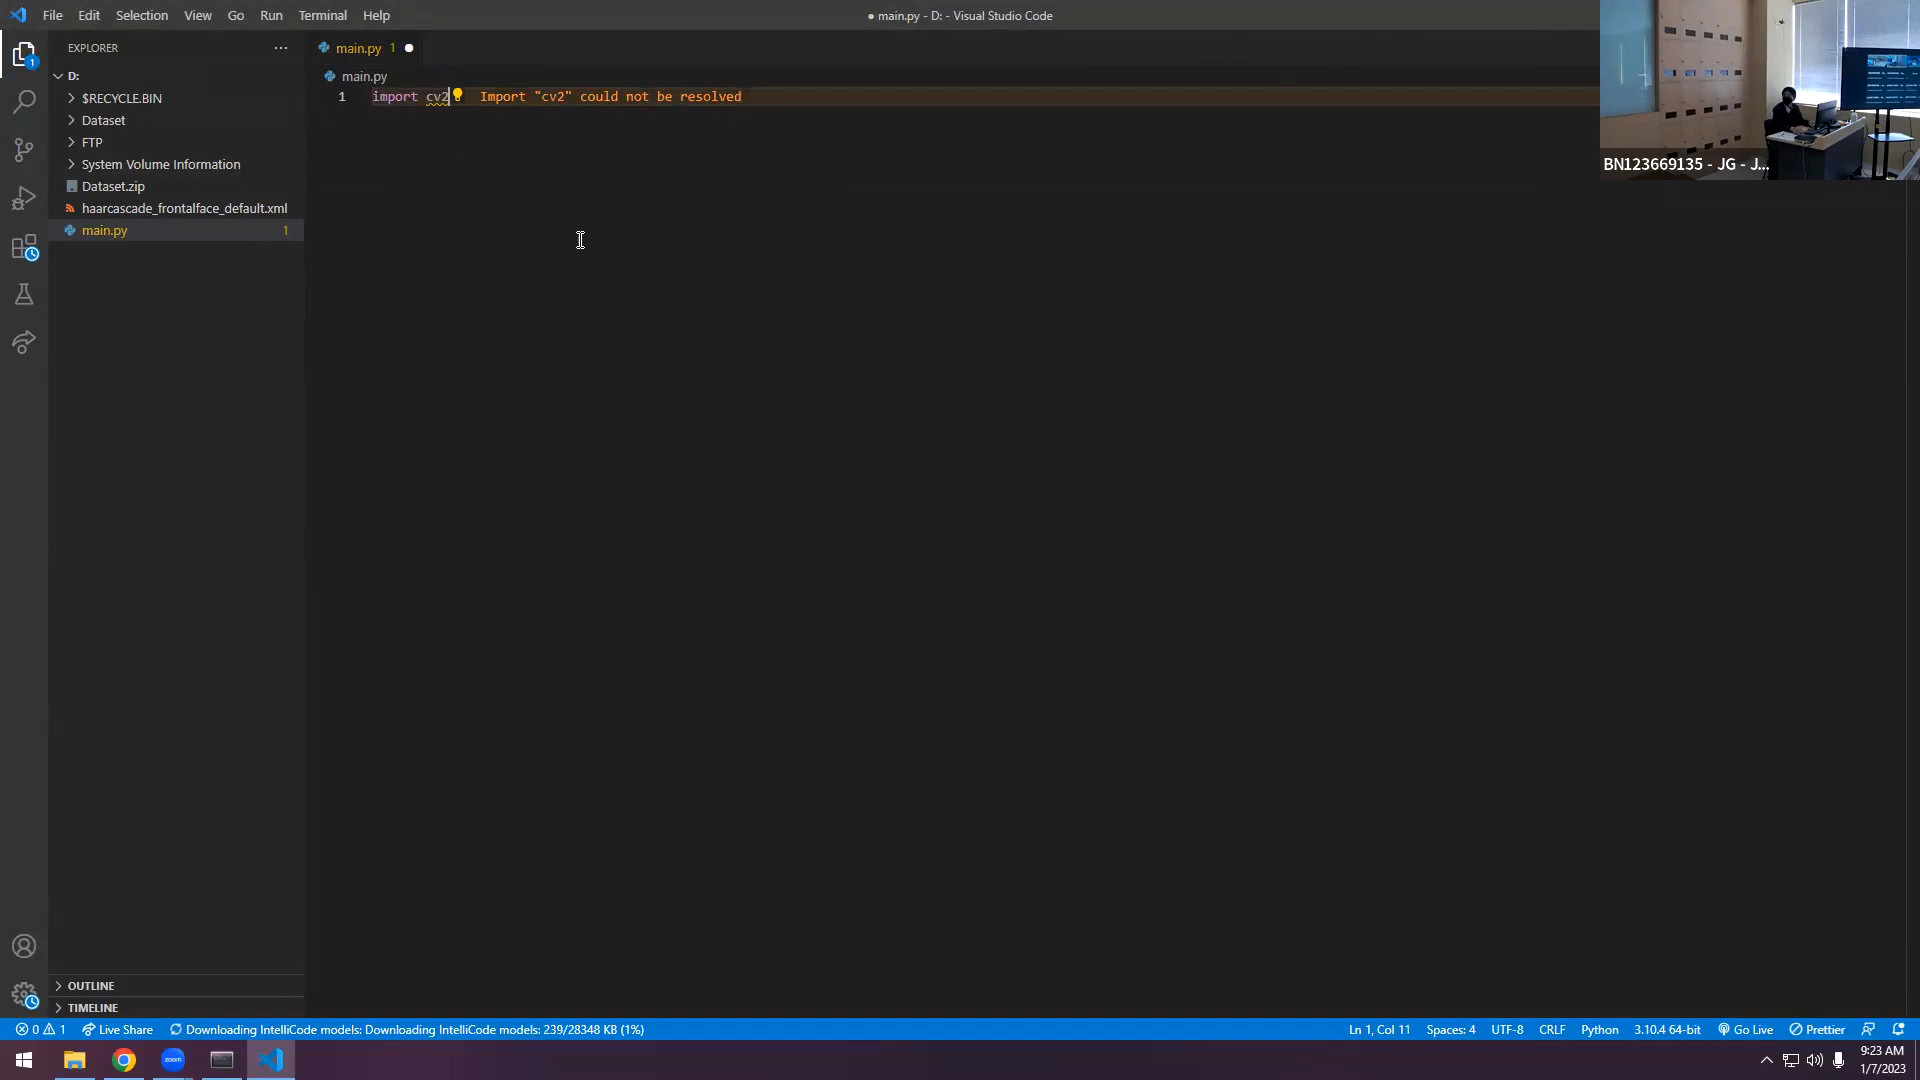 File Edit Selection View Go Run Terminal Help
● main.py - D: - Visual Studio Code
EXPLORER
D:
$RECYCLE.BIN
Dataset
FTP
System Volume Information
Dataset.zip
haarcascade_frontalface_default.xml
main.py 1
OUTLINE
TIMELINE
main.py 1
main.py
1 import cv2 Import "cv2" could not be resolved
BN123669135 - JG - J...
1
0 1 Live Share Downloading IntelliCode models: Downloading IntelliCode models: 239/28348 KB (1%)
Ln 1, Col 11 Spaces: 4 UTF-8 CRLF Python 3.10.4 64-bit Go Live Prettier
zoom
9:23 AM
1/7/2023